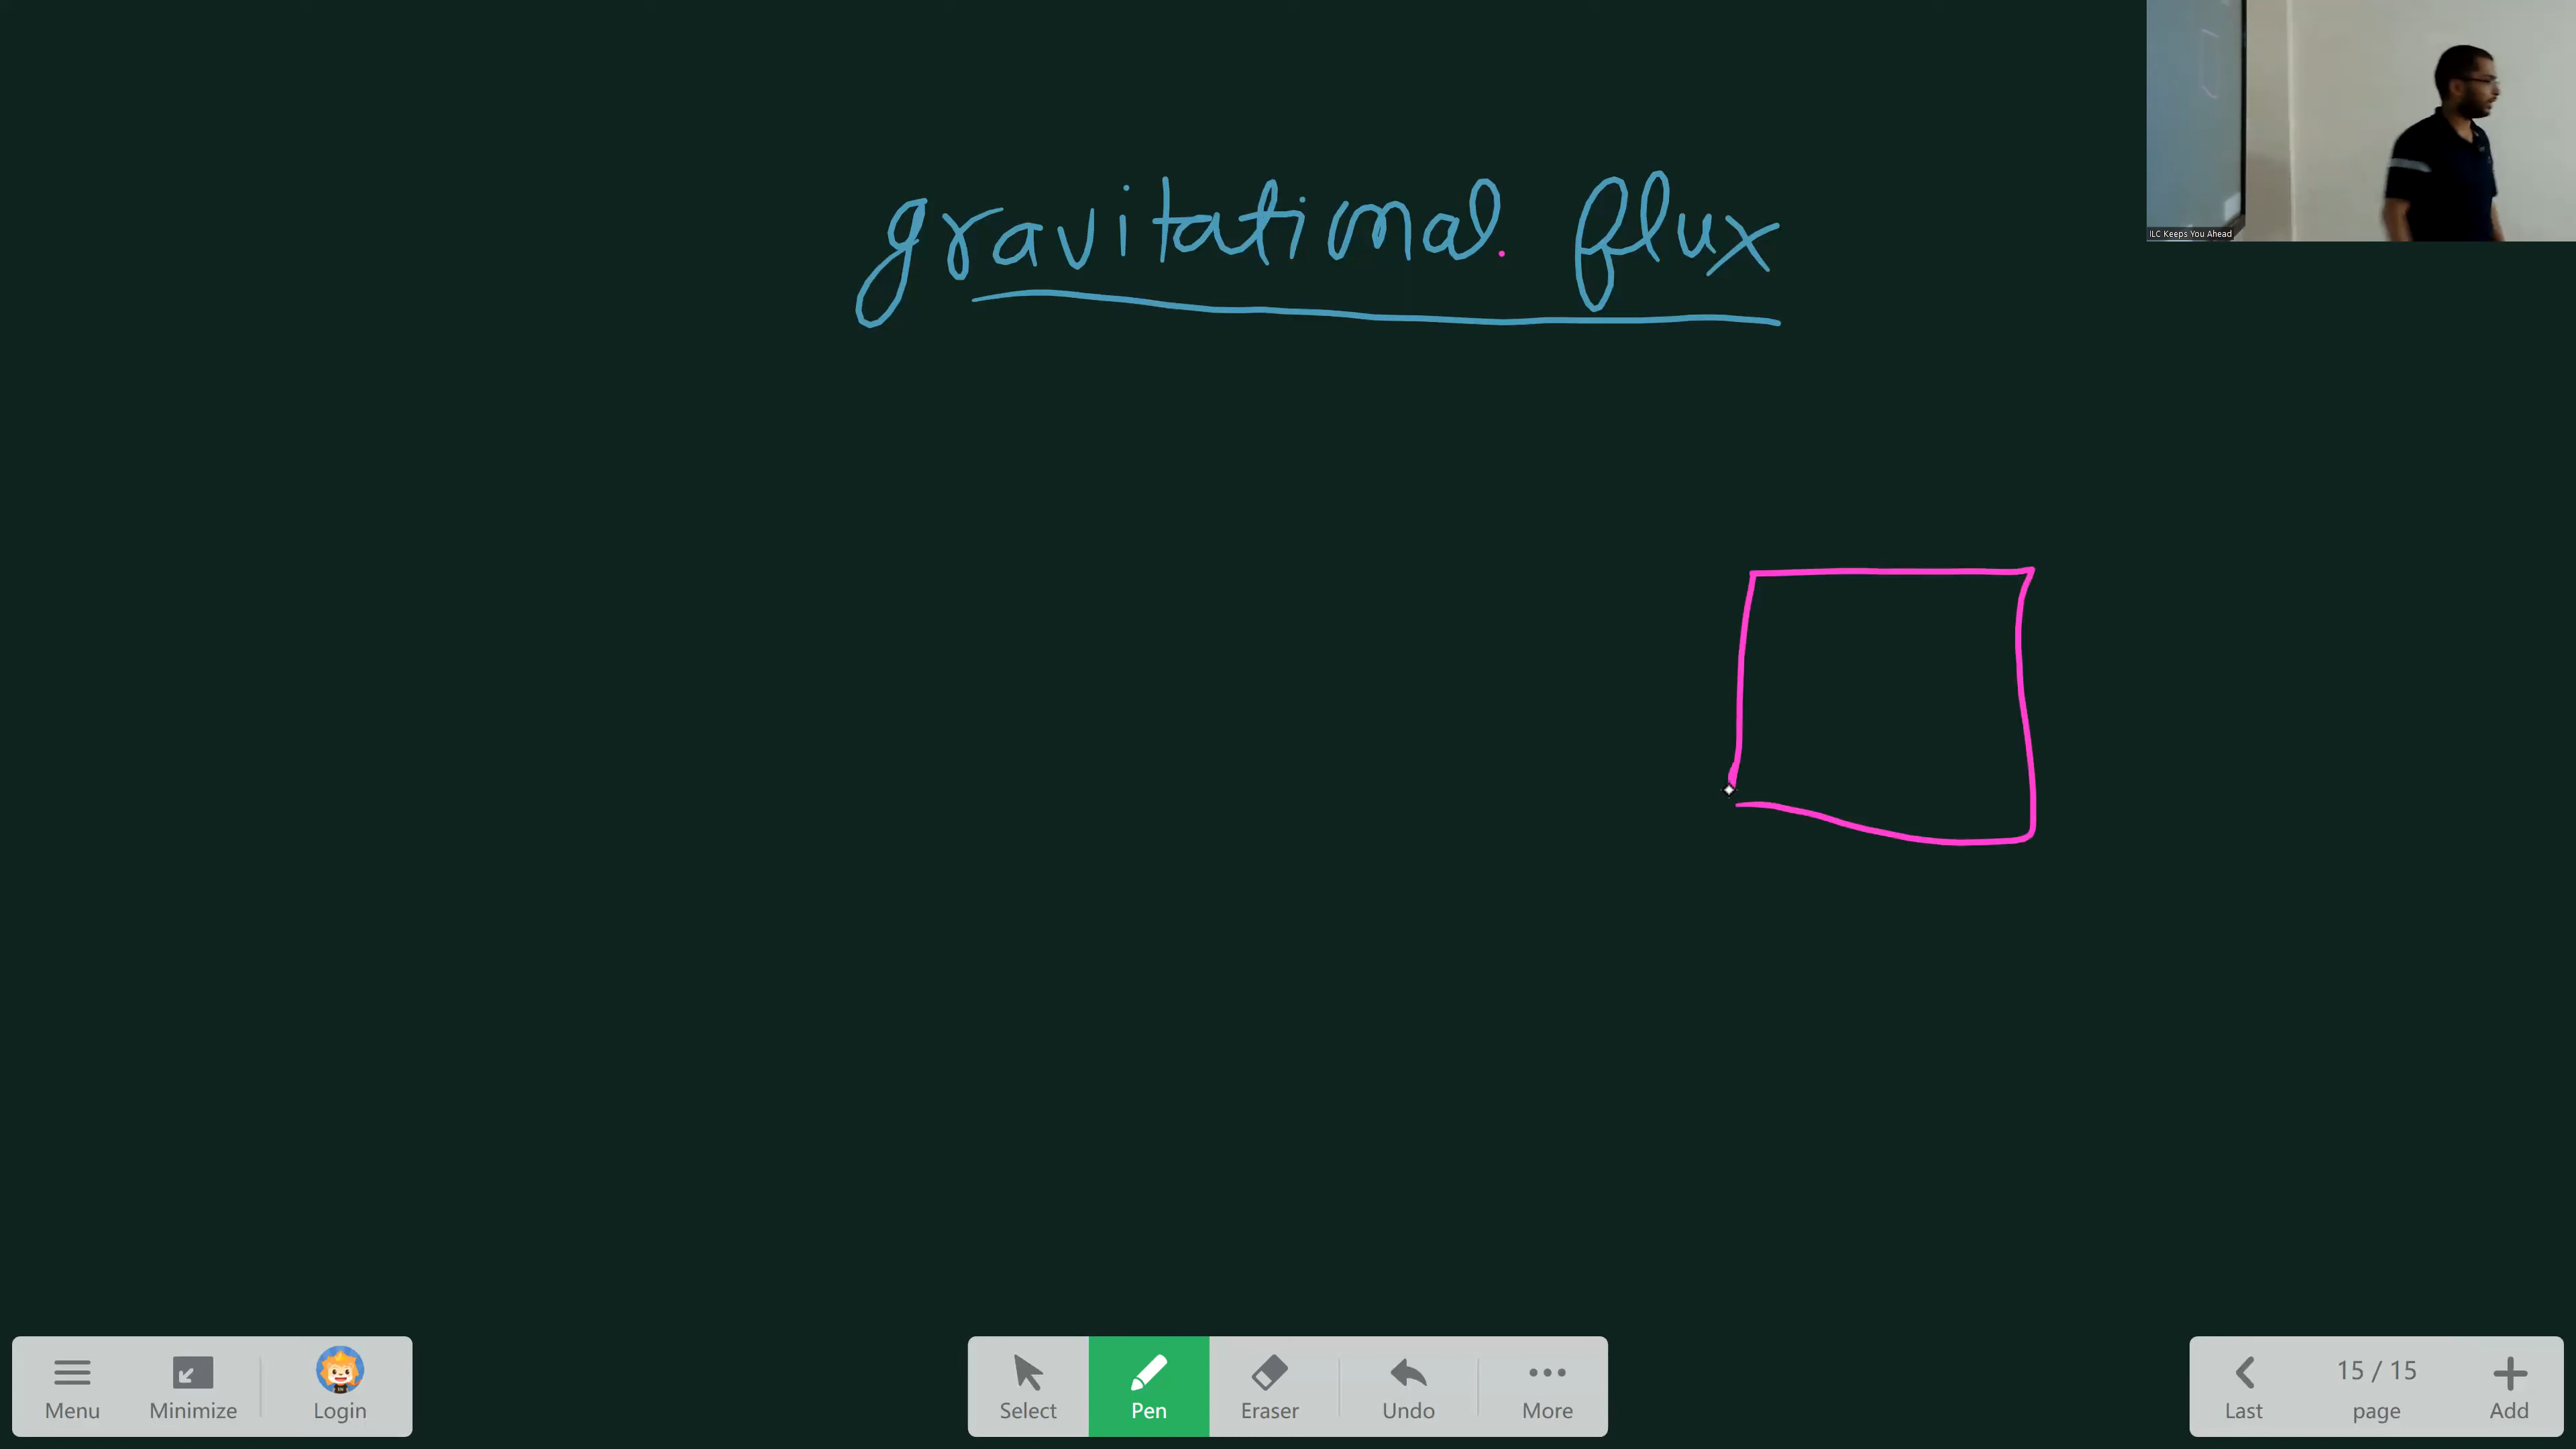 ILC Keeps You Ahead
gravitational flux
Menu
Minimize
Login
Select
Pen
Eraser
Undo
More
Last
15 / 15
page
Add